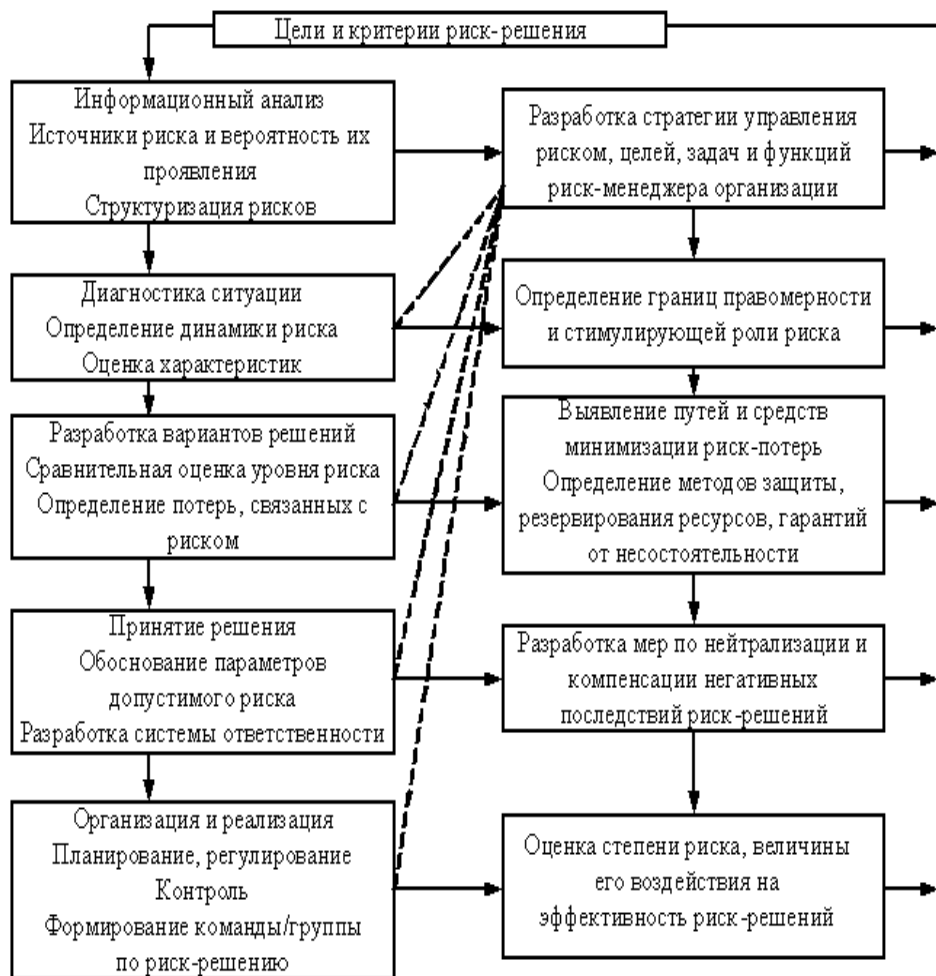 Цели и критерии риск-решения
Информационный анализ
Источники риска и вероятность их
проявления
Структуризация рисков
Разработка стратегии управления
риском, целей, задач и функций
риск-менеджера организации
Диагностика ситуации
Определение динамики риска
Оценка характеристик
Определение границ правомерности
и стимулирующей роли риска
Разработка вариантов решений
Сравнительная оценка уровня риска
Определение потерь, связанных с
риском
Выявление путей и средств
минимизации риск-потерь
Определение методов защиты,
резервирования ресурсов, гарантий
от несостоятельности
Принятие решения
Обоснование параметров
допустимого риска
Разработка системы ответственности
Разработка мер по нейтрализации и
компенсации негативных
последствий риск-решений
Организация и реализация
Планирование, регулирование
Контроль
Формирование команды/группы
по риск-решению
Оценка степени риска, величины
его воздействия на
эффективность риск-решений